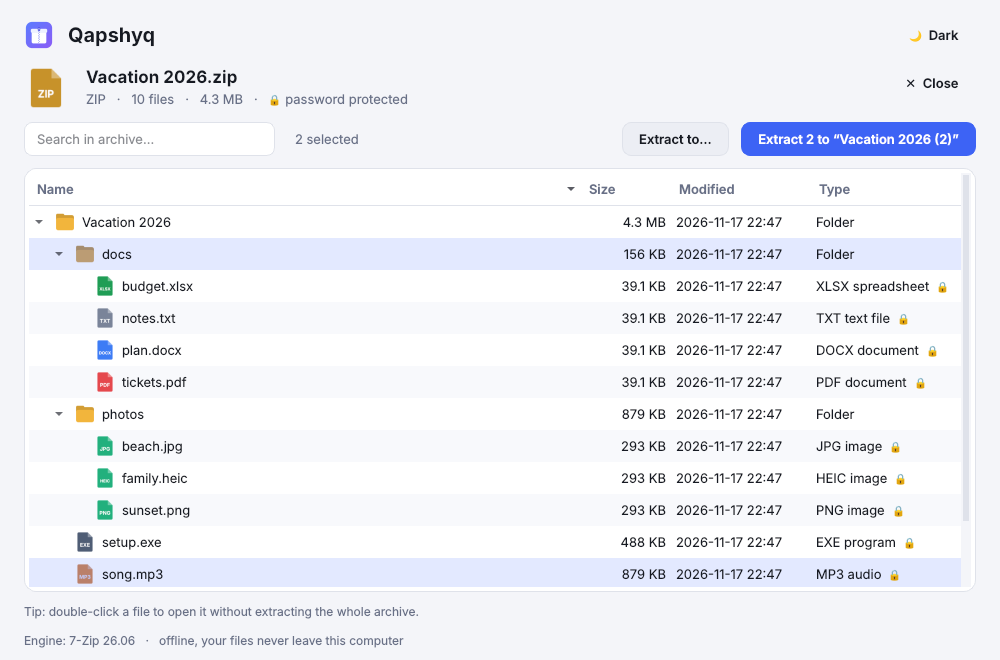 Qapshyq
Dark
ZIP
Vacation 2026.zip
ZIP · 10 files · 4.3 MB · password protected
✕ Close
Search in archive...
2 selected
Extract to...
Extract 2 to “Vacation 2026 (2)”
Name Size Modified Type
Vacation 2026 4.3 MB 2026-11-17 22:47 Folder
docs 156 KB 2026-11-17 22:47 Folder
XLSX budget.xlsx 39.1 KB 2026-11-17 22:47 XLSX spreadsheet
TXT notes.txt 39.1 KB 2026-11-17 22:47 TXT text file
DOCX plan.docx 39.1 KB 2026-11-17 22:47 DOCX document
PDF tickets.pdf 39.1 KB 2026-11-17 22:47 PDF document
photos 879 KB 2026-11-17 22:47 Folder
JPG beach.jpg 293 KB 2026-11-17 22:47 JPG image
HEIC family.heic 293 KB 2026-11-17 22:47 HEIC image
PNG sunset.png 293 KB 2026-11-17 22:47 PNG image
EXE setup.exe 488 KB 2026-11-17 22:47 EXE program
MP3 song.mp3 879 KB 2026-11-17 22:47 MP3 audio
Tip: double-click a file to open it without extracting the whole archive.
Engine: 7-Zip 26.06 · offline, your files never leave this computer